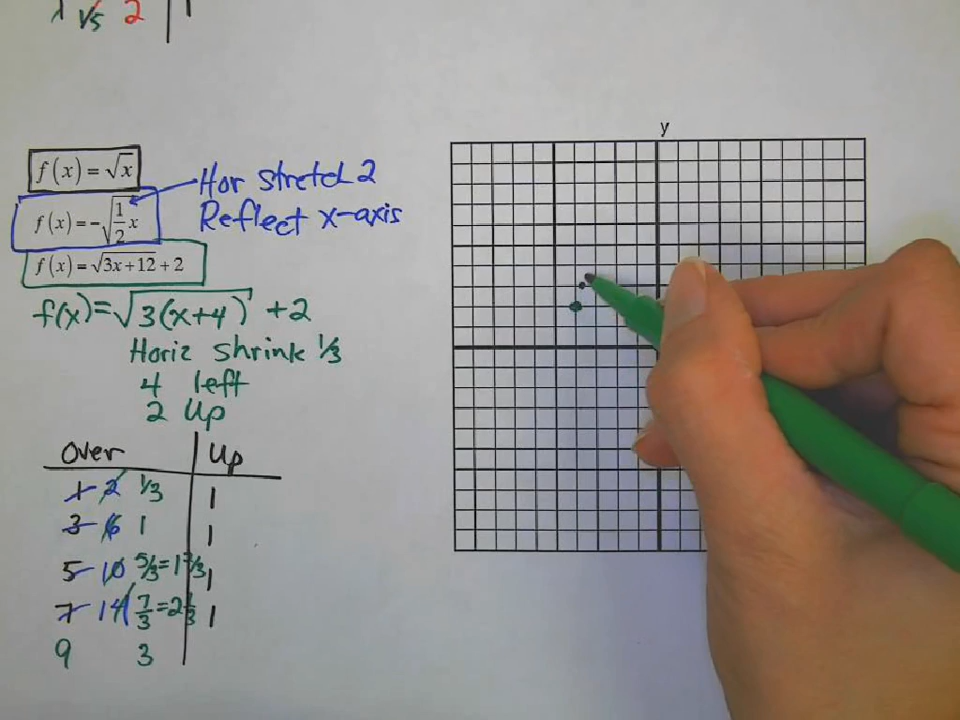 1/5 2
y
f(x) = √x
Hor stretch 2
f(x) = -√(1/2 x)
Reflect x-axis
f(x) = √(3x+12) + 2
f(x) = √(3(x+4)) + 2
Horiz shrink 1/3
4 left
2 Up
Over Up
1 2 1/3 1
3 6 1 1
5 10 5/3 = 1 2/3 1
7 14 7/3 = 2 1/3 1
9 3